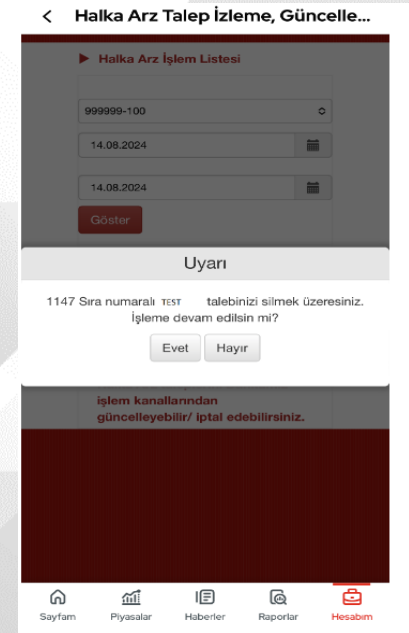 Halka Arz Talep İzleme, Güncelle...
Halka Arz İşlem Listesi
999999-100
14.08.2024
14.08.2024
Göster
Uyarı
1147 Sıra numaralı TEST talebinizi silmek üzeresiniz.
İşleme devam edilsin mi?
Evet Hayır
işlem kanallarından
güncelleyebilir/ iptal edebilirsiniz.
Sayfam Piyasalar Haberler Raporlar Hesabım